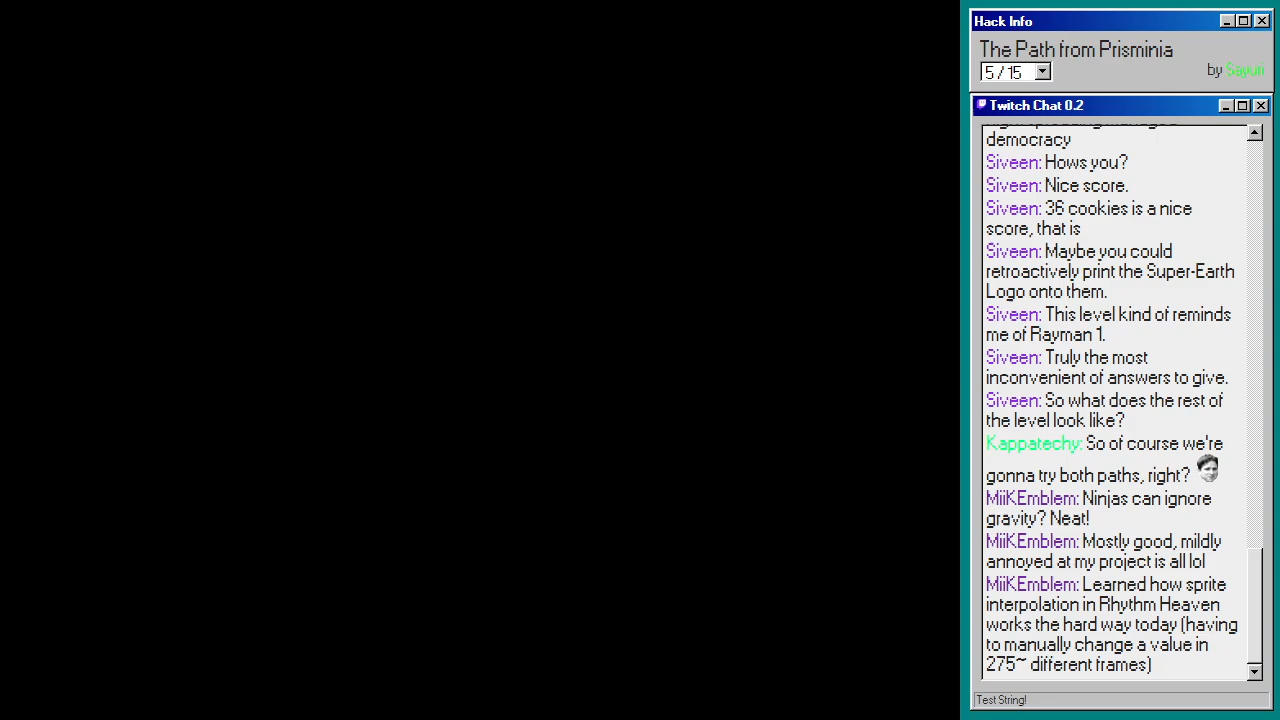 Hack Info
The Path from Prisminia
5 / 15
by Sayuri
Twitch Chat 0.2
democracy
Siveen: Hows you?
Siveen: Nice score.
Siveen: 36 cookies is a nice
score, that is
Siveen: Maybe you could
retroactively print the Super-Earth
Logo onto them.
Siveen: This level kind of reminds
me of Rayman 1.
Siveen: Truly the most
inconvenient of answers to give.
Siveen: So what does the rest of
the level look like?
Kappatechy: So of course we're
gonna try both paths, right?
MiiKEmblem: Ninjas can ignore
gravity? Neat!
MiiKEmblem: Mostly good, mildly
annoyed at my project is all lol
MiiKEmblem: Learned how sprite
interpolation in Rhythm Heaven
works the hard way today (having
to manually change a value in
275~ different frames)
Test String!